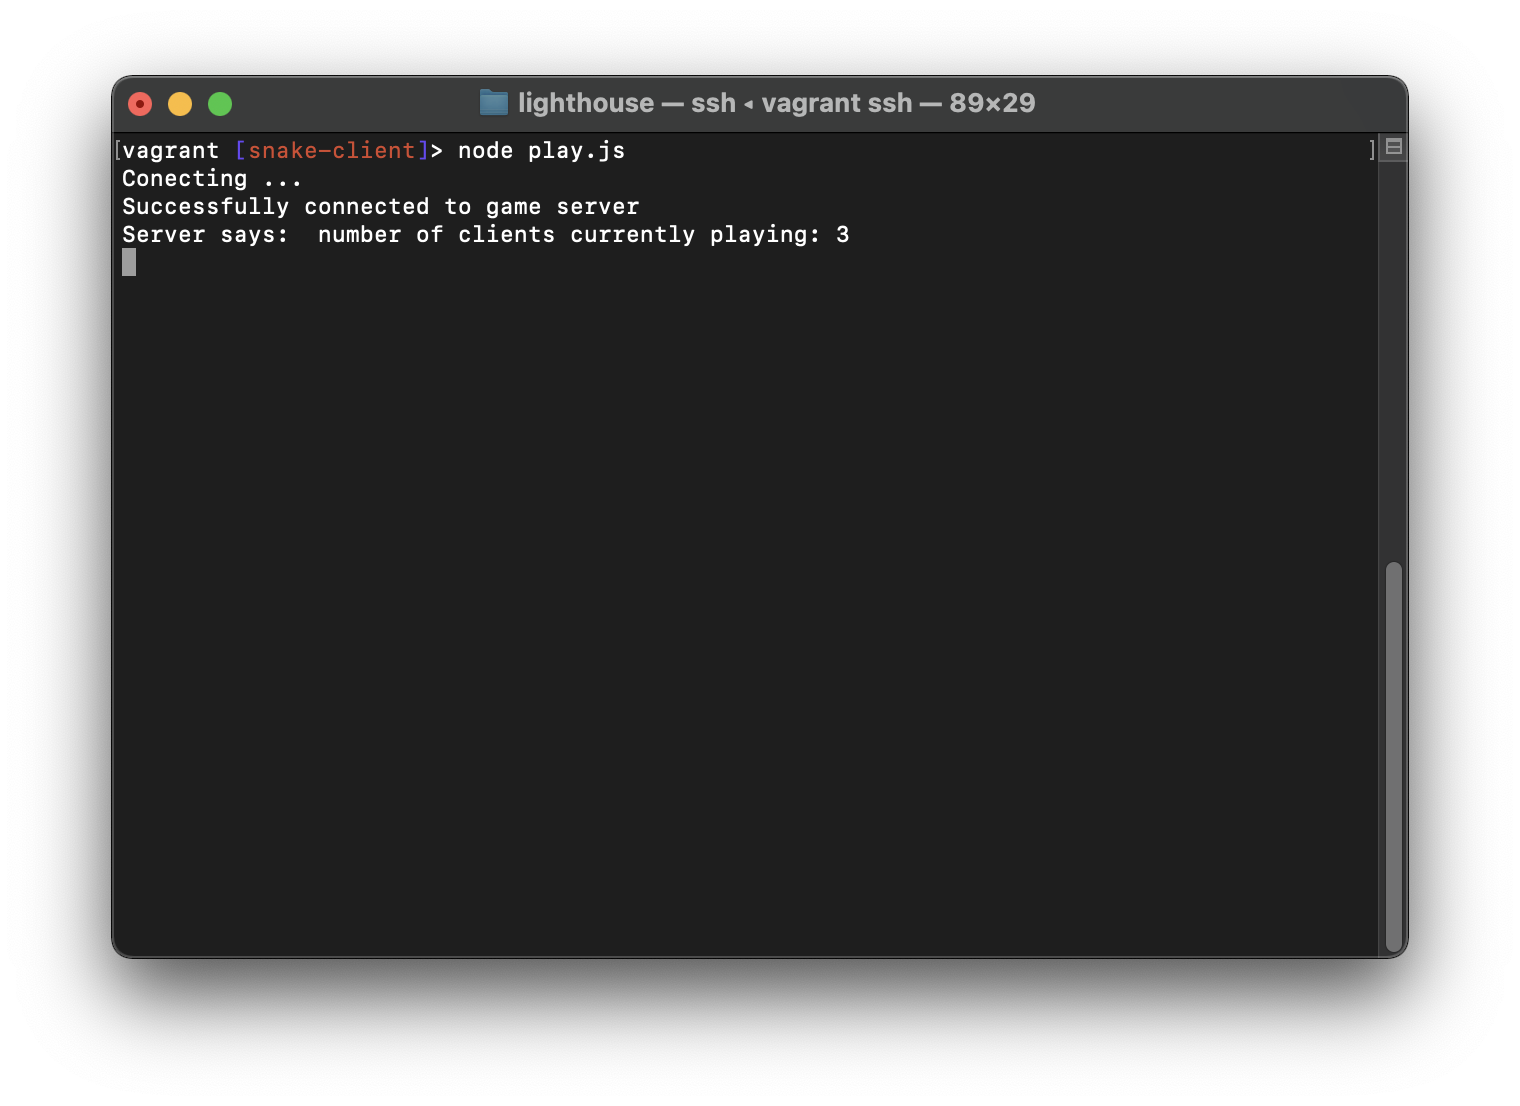 lighthouse — ssh ◂ vagrant ssh — 89×29
[vagrant [snake-client]> node play.js ]
Conecting ...
Successfully connected to game server
Server says:  number of clients currently playing: 3